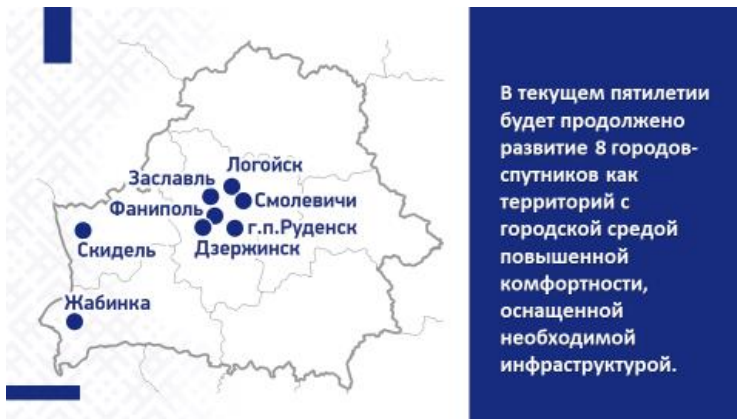 Логойск
Заславль
Смолевичи
Фаниполь
г.п.Руденск
Дзержинск
Скидель
Жабинка
В текущем пятилетии
будет продолжено
развитие 8 городов-
спутников как
территорий с
городской средой
повышенной
комфортности,
оснащенной
необходимой
инфраструктурой.